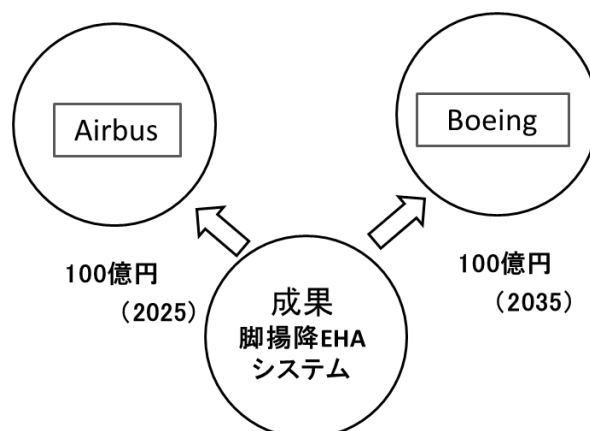 Airbus
Boeing
100億円
（2025）
100億円
（2035）
成果
脚揚降EHA
システム